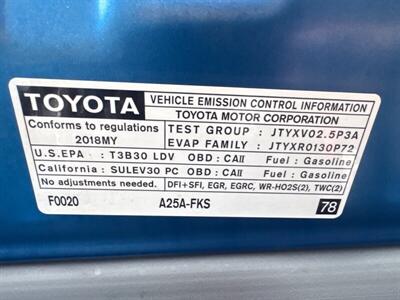 TOYOTA VEHICLE EMISSION CONTROL INFORMATION
TOYOTA MOTOR CORPORATION
Conforms to regulations TEST GROUP : JTYXV02.5P3A
2018MY EVAP FAMILY : JTYXR0130P72
U.S.EPA : T3B30 LDV OBD : CAII Fuel : Gasoline
California : SULEV30 PC OBD : CAII Fuel : Gasoline
No adjustments needed. DFI+SFI, EGR, EGRC, WR-HO2S(2), TWC(2)
F0020 A25A-FKS 78